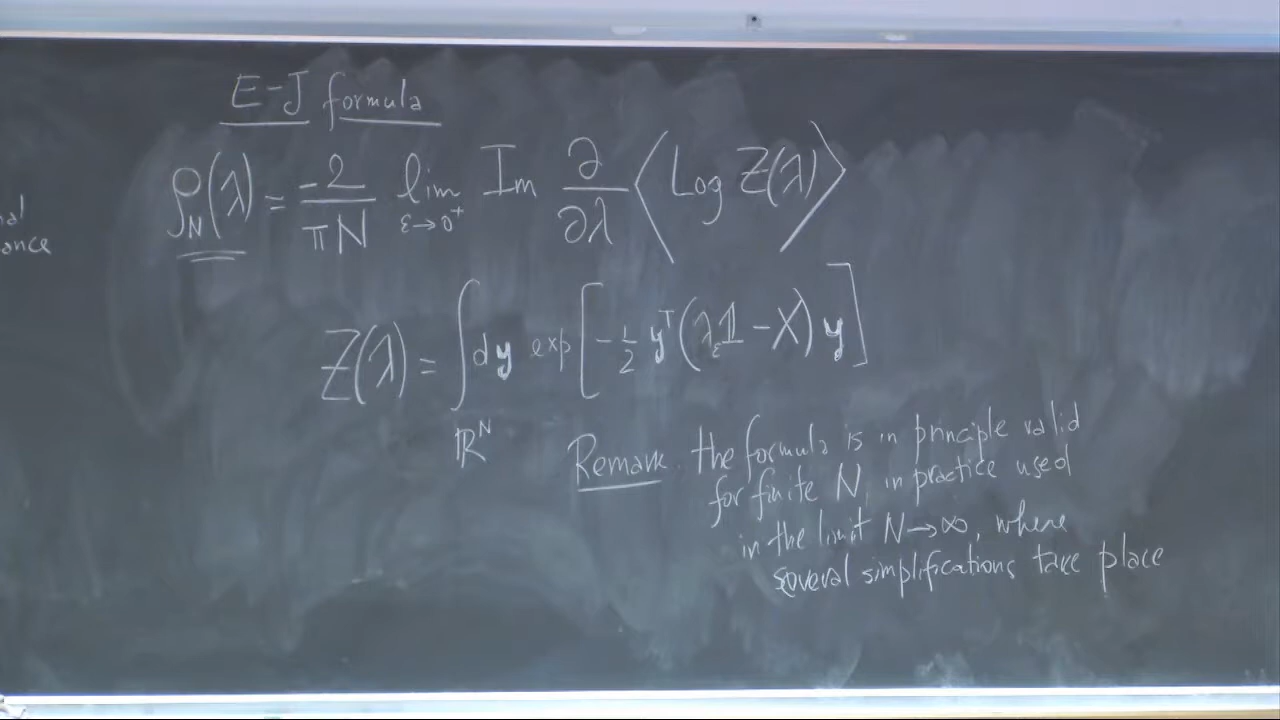 E-J formula
ρ_N(λ) = -2/πN lim_{ε→0⁺} Im ∂/∂λ ⟨Log Z(λ)⟩
Z(λ) = ∫_{ℝ^N} dy exp[-1/2 yᵀ(λ_ε 𝟙 - X) y]
Remark. the formula is in principle valid
for finite N, in practice used
in the limit N→∞, where
several simplifications take place